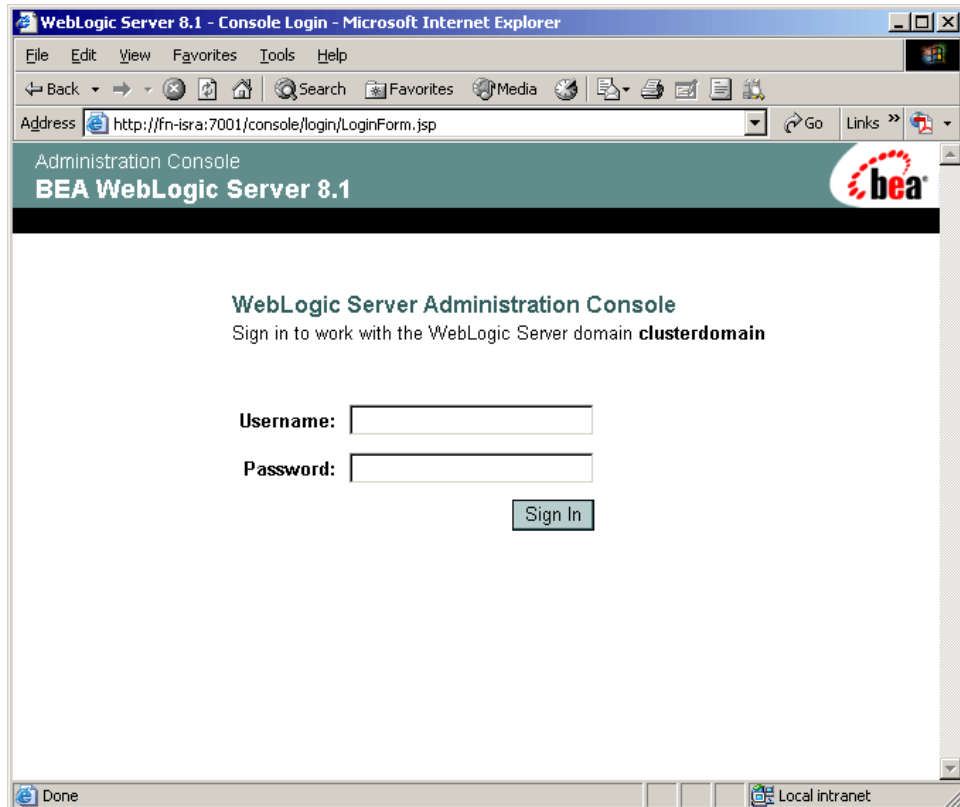 WebLogic Server 8.1 - Console Login - Microsoft Internet Explorer
File Edit View Favorites Tools Help
Back Search Favorites Media
Address http://fn-isra:7001/console/login/LoginForm.jsp Go Links »
Administration Console
BEA WebLogic Server 8.1
bea
WebLogic Server Administration Console
Sign in to work with the WebLogic Server domain clusterdomain
Username:
Password:
Sign In
Done Local intranet